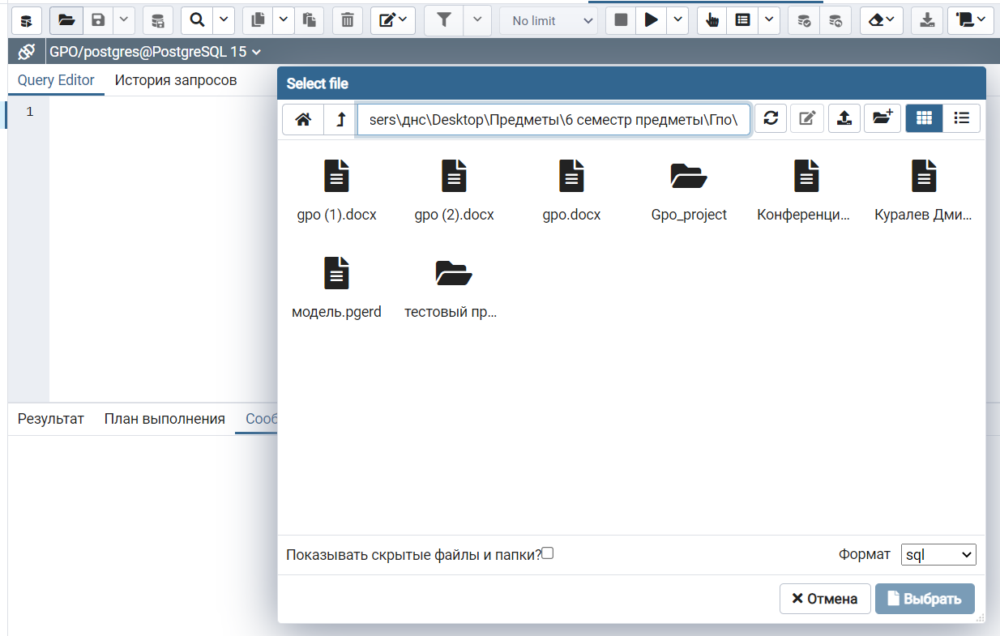 No limit
GPO/postgres@PostgreSQL 15
Query Editor
История запросов
1
Select file
sers\днс\Desktop\Предметы\6 семестр предметы\Гпо\
gpo (1).docx
gpo (2).docx
gpo.docx
Gpo_project
Конференци...
Куралев Дми...
модель.pgerd
тестовый пр...
Результат
План выполнения
Сооб
Показывать скрытые файлы и папки?
Формат
sql
Отмена
Выбрать